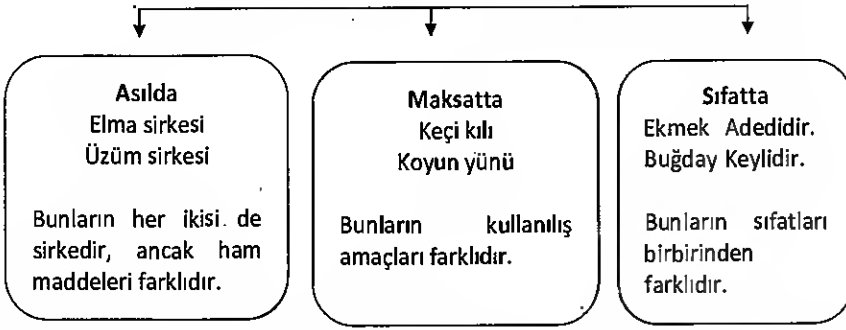 Asılda
Elma sirkesi
Üzüm sirkesi
Bunların her ikisi de
sirkedir, ancak ham
maddeleri farklıdır.
Maksatta
Keçi kılı
Koyun yünü
Bunların kullanılış
amaçları farklıdır.
Sıfatta
Ekmek Adedidir.
Buğday Keylidir.
Bunların sıfatları
birbirinden
farklıdır.